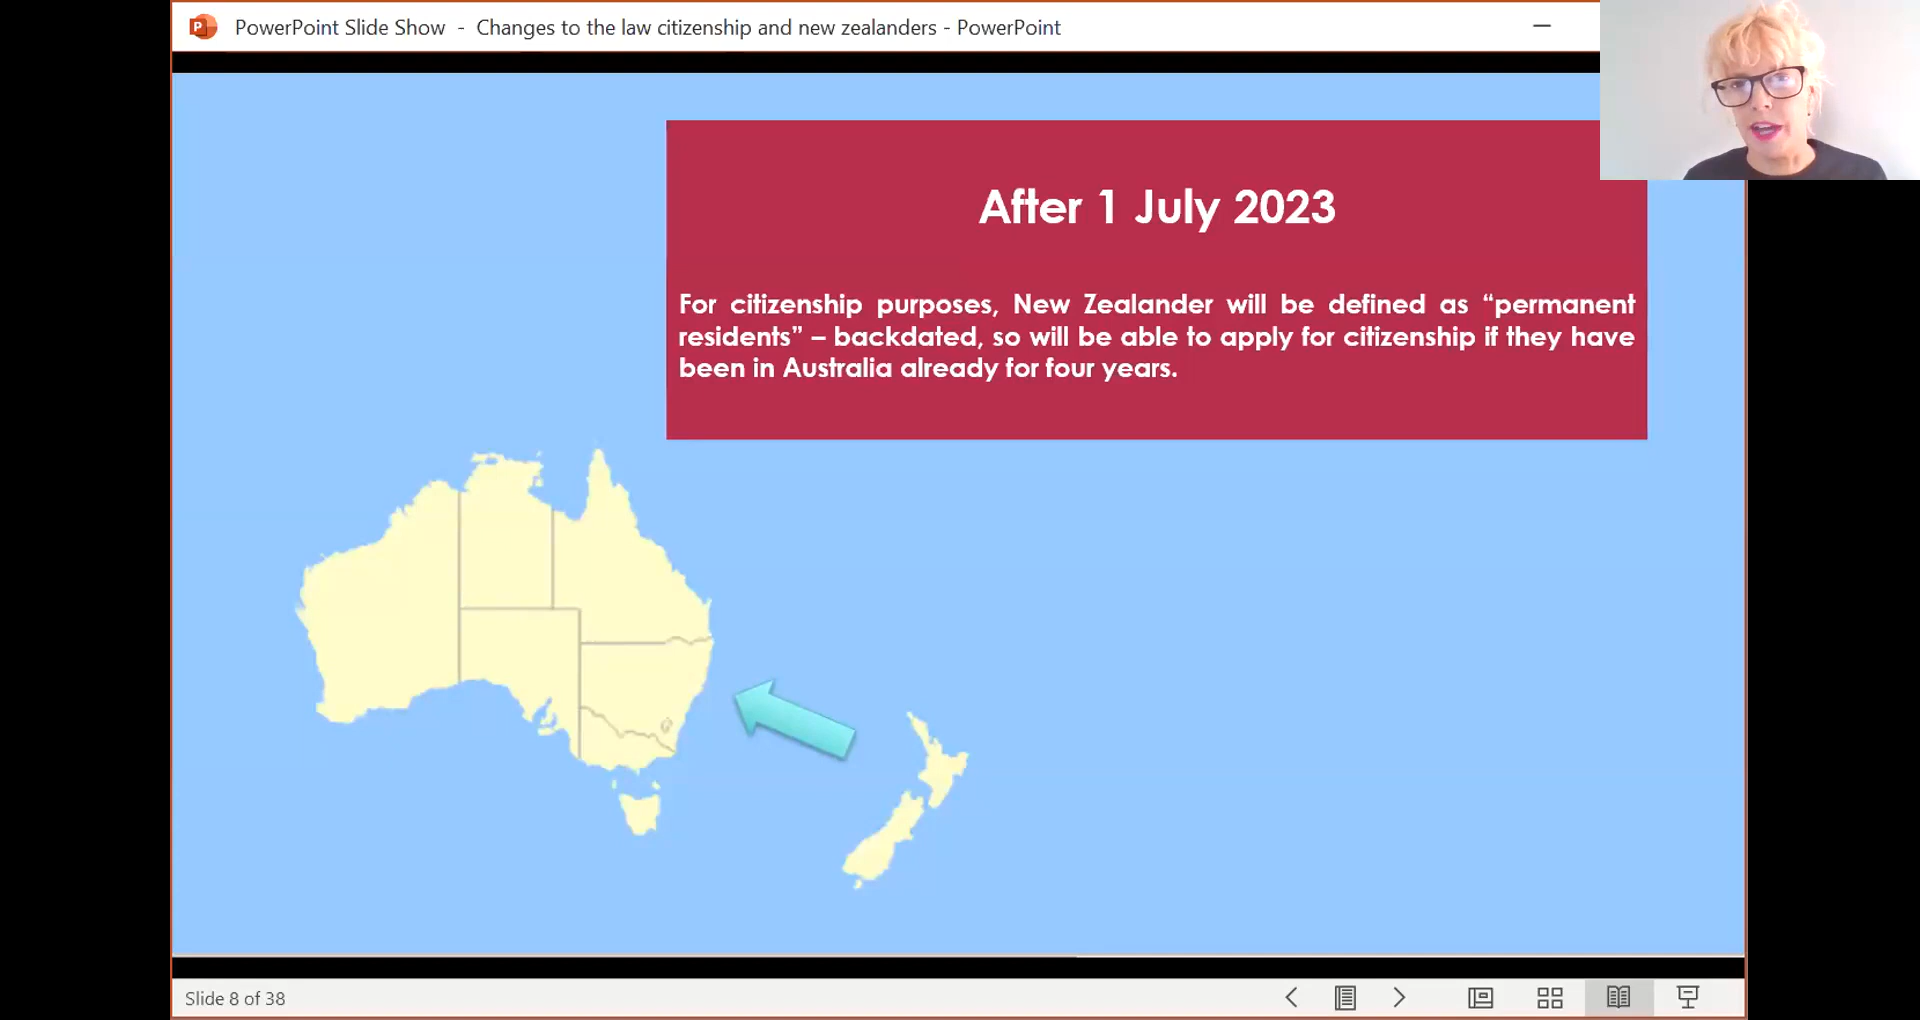 PowerPoint Slide Show - Changes to the law citizenship and new zealanders - PowerPoint
After 1 July 2023
For citizenship purposes, New Zealander will be defined as “permanent
residents” – backdated, so will be able to apply for citizenship if they have
been in Australia already for four years.
Slide 8 of 38